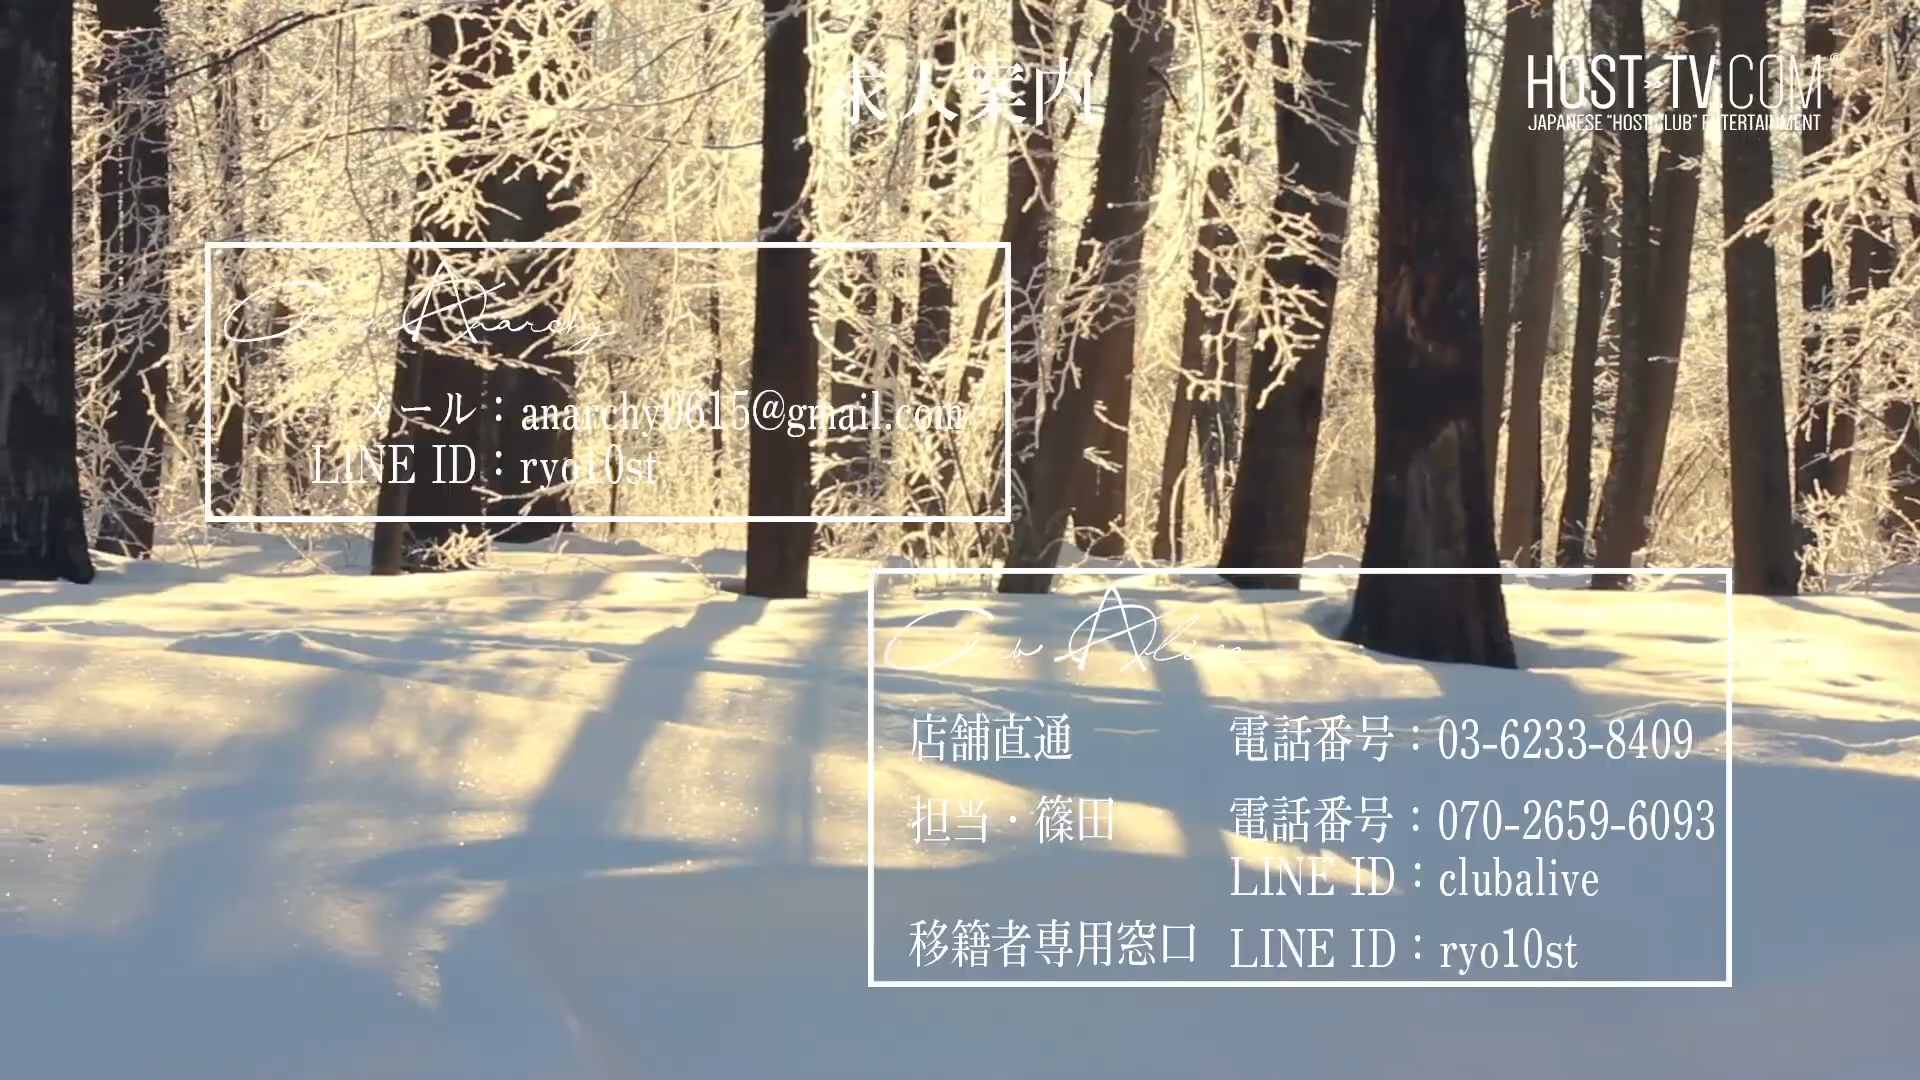 求人案内
HOST-TV.COM
JAPANESE "HOST CLUB" ENTERTAINMENT
Anarchy
メール：anarchy0615@gmail.com
LINE ID：ryo10st
店舗直通 電話番号：03-6233-8409
担当・篠田 電話番号：070-2659-6093
LINE ID：clubalive
移籍者専用窓口 LINE ID：ryo10st